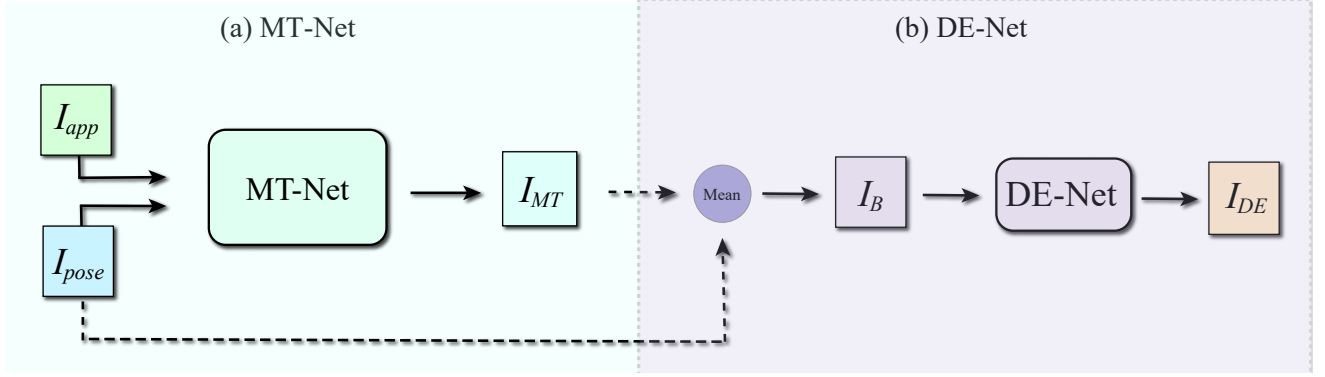 (a) MT-Net
(b) DE-Net
I_app
I_pose
MT-Net
I_MT
Mean
I_B
DE-Net
I_DE